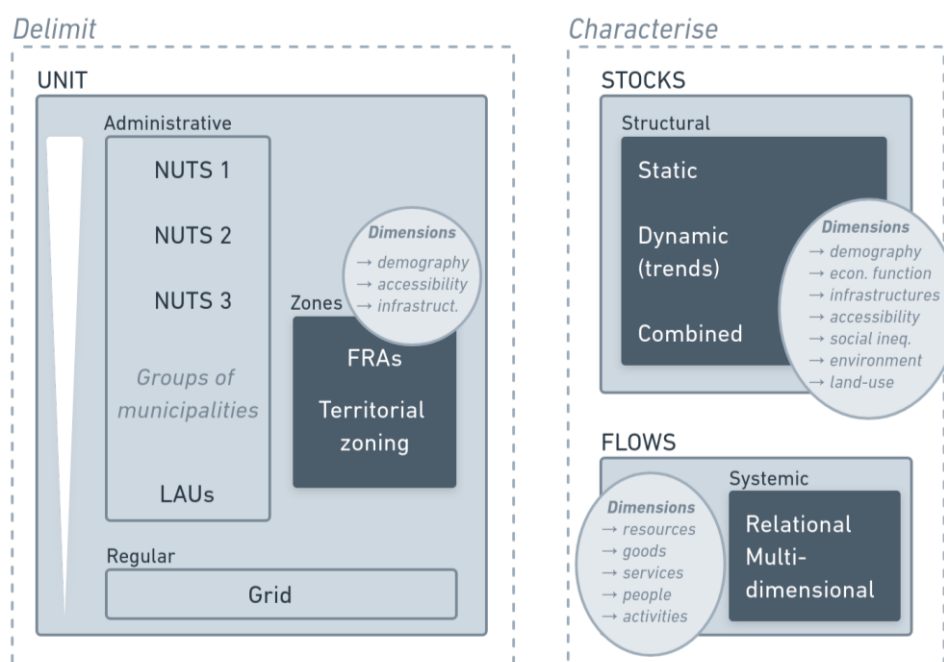 Delimit
UNIT
Administrative
NUTS 1
NUTS 2
NUTS 3
Groups of
municipalities
LAUs
Dimensions
→ demography
→ accessibility
→ infrastruct.
Zones
FRAs
Territorial
zoning
Regular
Grid
Characterise
STOCKS
Structural
Static
Dynamic
(trends)
Combined
Dimensions
→ demography
→ econ. function
→ infrastructures
→ accessibility
→ social ineq.
→ environment
→ land-use
FLOWS
Dimensions
→ resources
→ goods
→ services
→ people
→ activities
Systemic
Relational
Multi-
dimensional